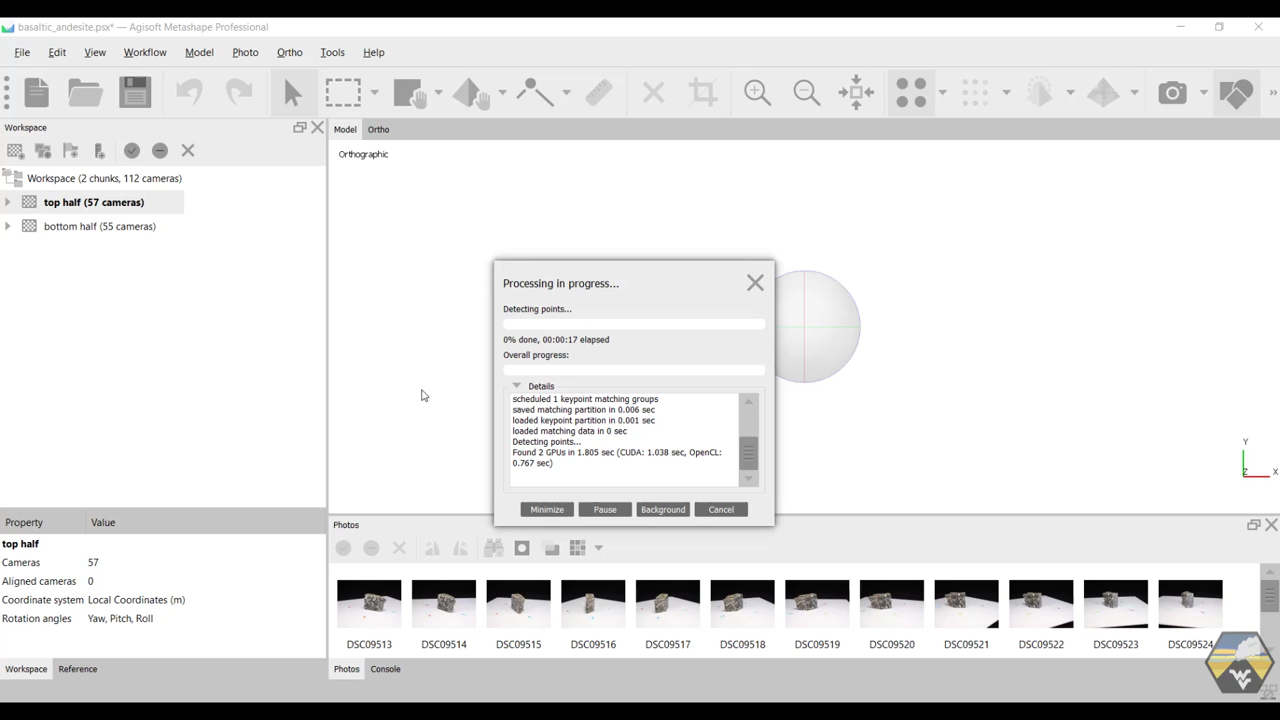 basaltic_andesite.psx* — Agisoft Metashape Professional
File Edit View Workflow Model Photo Ortho Tools Help
Workspace
Model Ortho
Orthographic
Workspace (2 chunks, 112 cameras)
top half (57 cameras)
bottom half (55 cameras)
Processing in progress...
Detecting points...
0% done, 00:00:17 elapsed
Overall progress:
Details
scheduled 1 keypoint matching groups
saved matching partition in 0.006 sec
loaded keypoint partition in 0.001 sec
loaded matching data in 0 sec
Detecting points...
Found 2 GPUs in 1.805 sec (CUDA: 1.038 sec, OpenCL:
0.767 sec)
Minimize Pause Background Cancel
Y
Z X
Property Value
top half
Cameras 57
Aligned cameras 0
Coordinate system Local Coordinates (m)
Rotation angles Yaw, Pitch, Roll
Photos
DSC09513 DSC09514 DSC09515 DSC09516 DSC09517 DSC09518 DSC09519 DSC09520 DSC09521 DSC09522 DSC09523 DSC09524
Workspace Reference
Photos Console